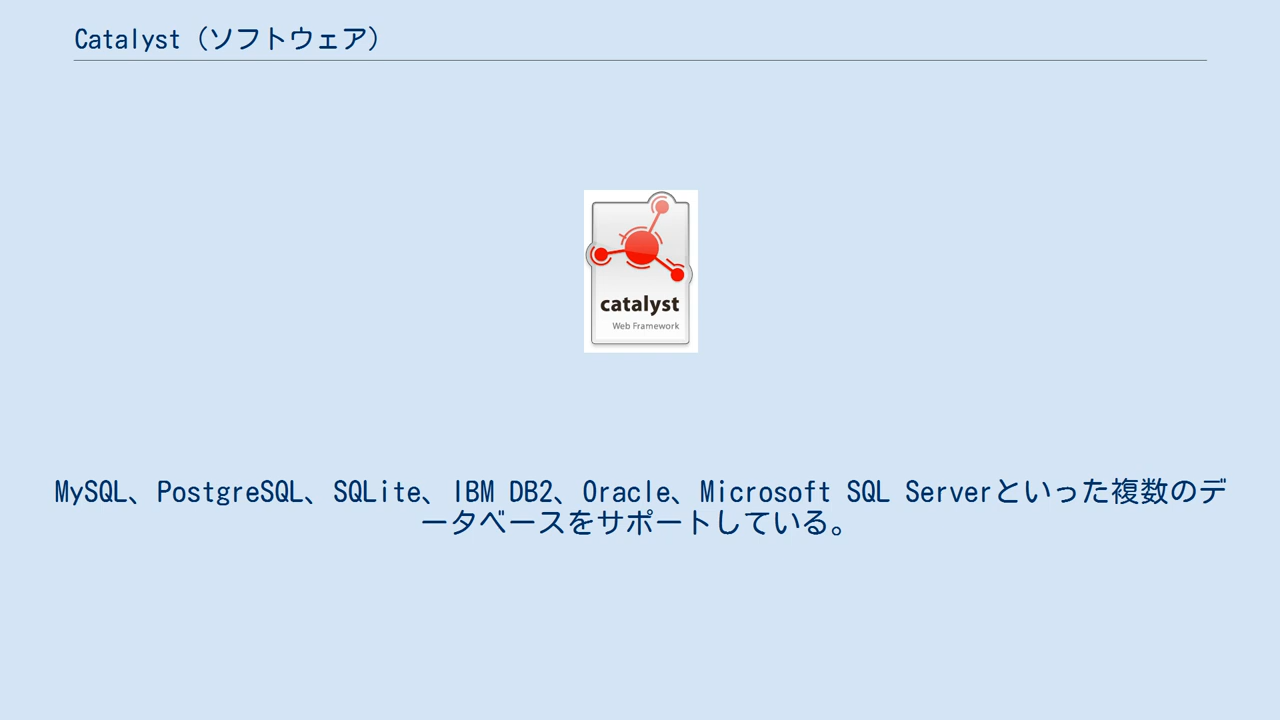 Catalyst（ソフトウェア）
catalyst
Web Framework
MySQL、PostgreSQL、SQLite、IBM DB2、Oracle、Microsoft SQL Serverといった複数のデ
ータベースをサポートしている。